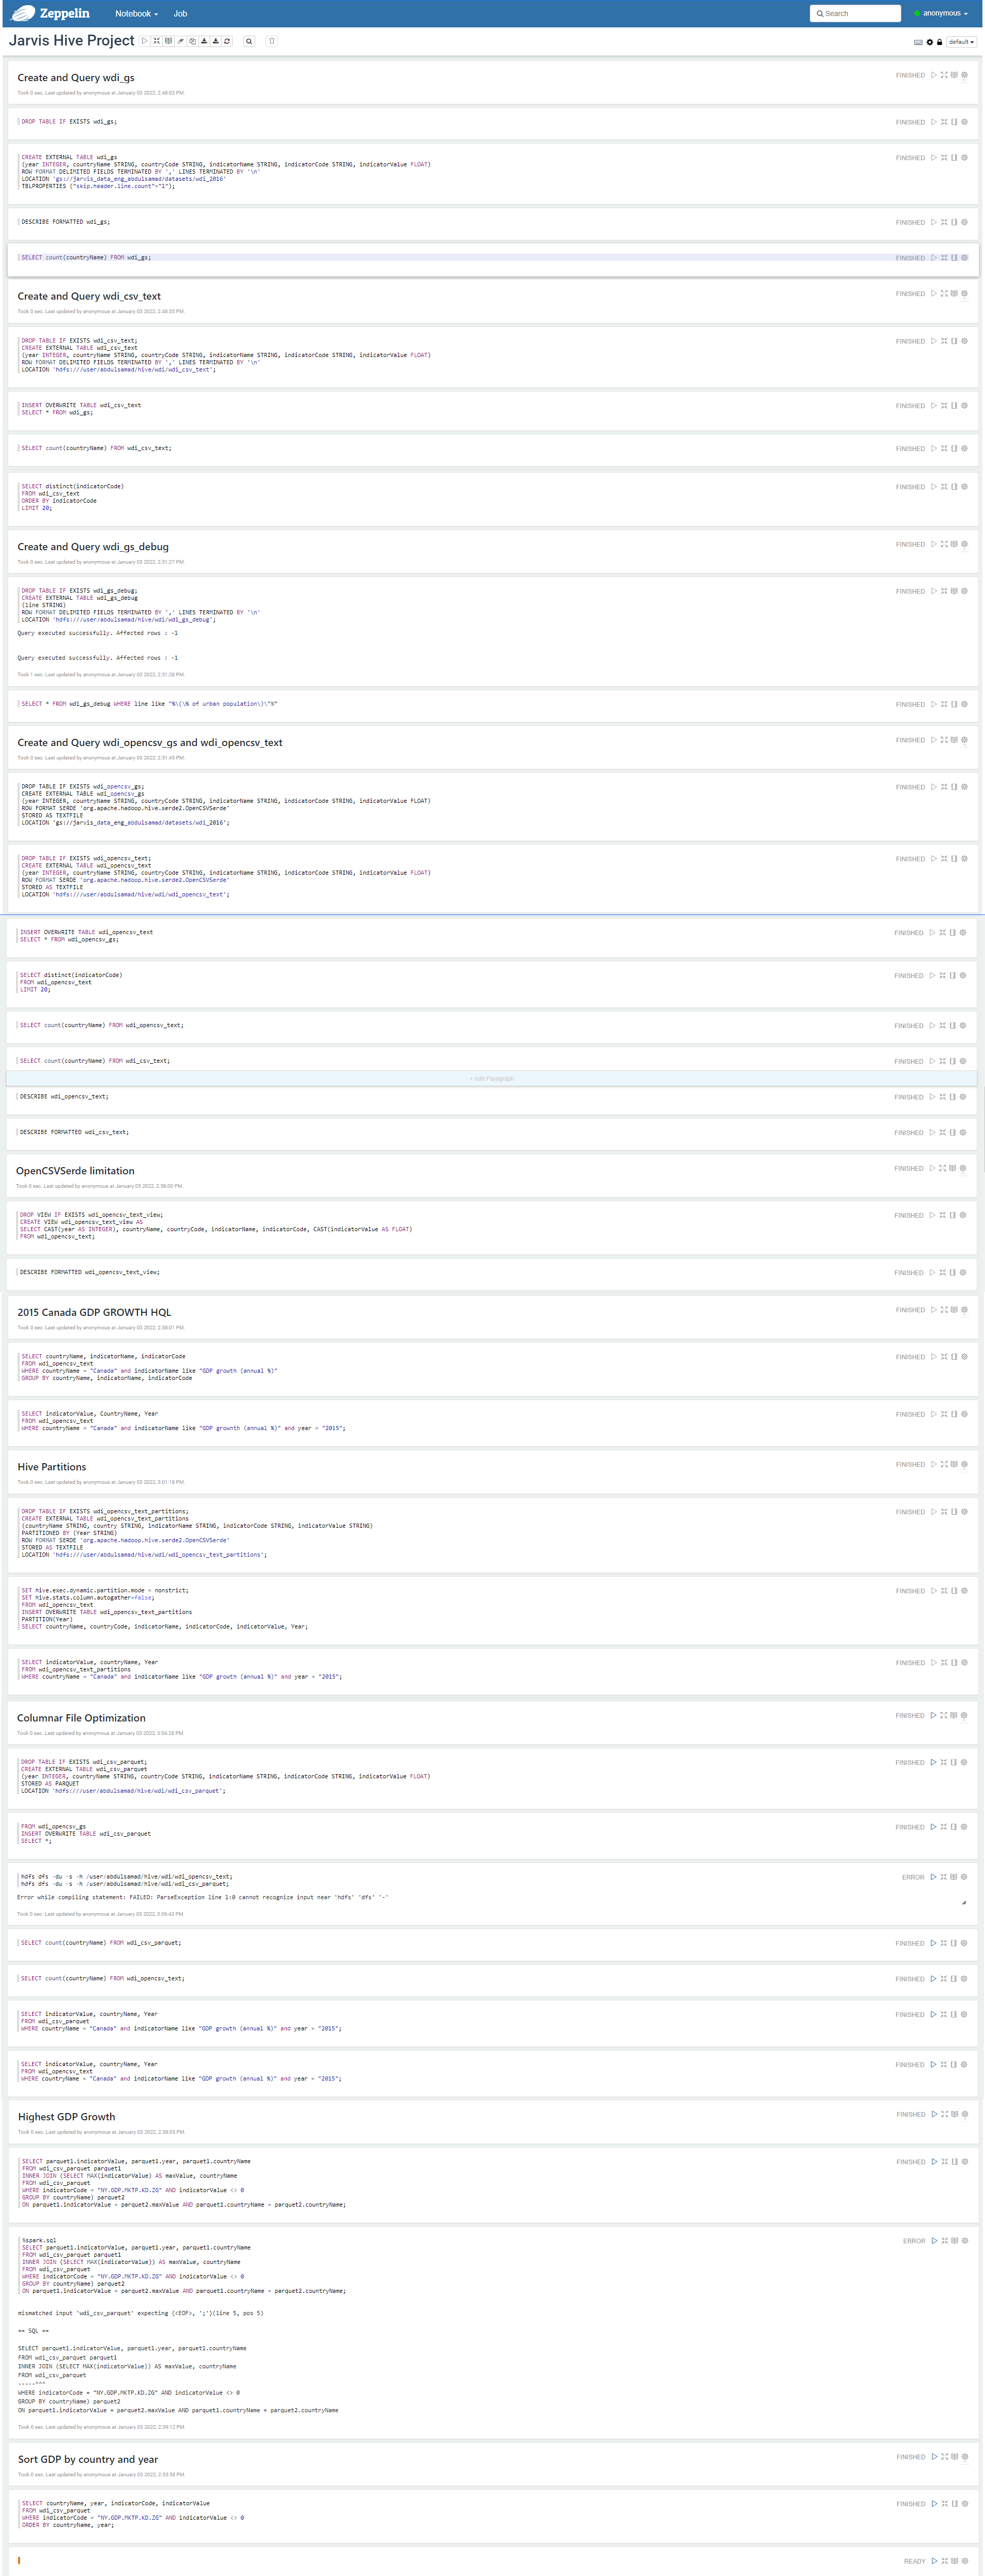 Zeppelin
Notebook
Job
Search
anonymous
Jarvis Hive Project
default
Create and Query wdi_gs
FINISHED
Took 0 sec. Last updated by anonymous at January 03 2022, 2:48:03 PM.
DROP TABLE IF EXISTS wdi_gs;
FINISHED
CREATE EXTERNAL TABLE wdi_gs
FINISHED
(year INTEGER, countryName STRING, countryCode STRING, indicatorName STRING, indicatorCode STRING, indicatorValue FLOAT)
ROW FORMAT DELIMITED FIELDS TERMINATED BY ',' LINES TERMINATED BY '\n'
LOCATION 'gs://jarvis_data_eng_abdulsamad/datasets/wdi_2016'
TBLPROPERTIES ("skip.header.line.count"="1");
DESCRIBE FORMATTED wdi_gs;
FINISHED
SELECT count(countryName) FROM wdi_gs;
FINISHED
Create and Query wdi_csv_text
FINISHED
Took 0 sec. Last updated by anonymous at January 03 2022, 2:48:35 PM.
DROP TABLE IF EXISTS wdi_csv_text;
FINISHED
CREATE EXTERNAL TABLE wdi_csv_text
(year INTEGER, countryName STRING, countryCode STRING, indicatorName STRING, indicatorCode STRING, indicatorValue FLOAT)
ROW FORMAT DELIMITED FIELDS TERMINATED BY ',' LINES TERMINATED BY '\n'
LOCATION 'hdfs:///user/abdulsamad/hive/wdi/wdi_csv_text';
INSERT OVERWRITE TABLE wdi_csv_text
FINISHED
SELECT * FROM wdi_gs;
SELECT count(countryName) FROM wdi_csv_text;
FINISHED
SELECT distinct(indicatorCode)
FINISHED
FROM wdi_csv_text
ORDER BY indicatorCode
LIMIT 20;
Create and Query wdi_gs_debug
FINISHED
Took 0 sec. Last updated by anonymous at January 03 2022, 2:51:27 PM.
DROP TABLE IF EXISTS wdi_gs_debug;
FINISHED
CREATE EXTERNAL TABLE wdi_gs_debug
(line STRING)
ROW FORMAT DELIMITED FIELDS TERMINATED BY ',' LINES TERMINATED BY '\n'
LOCATION 'hdfs:///user/abdulsamad/hive/wdi/wdi_gs_debug';
Query executed successfully. Affected rows : -1
Query executed successfully. Affected rows : -1
Took 1 sec. Last updated by anonymous at January 03 2022, 2:51:28 PM.
SELECT * FROM wdi_gs_debug WHERE line like "%\(\% of urban population\)\"%"
FINISHED
Create and Query wdi_opencsv_gs and wdi_opencsv_text
FINISHED
Took 0 sec. Last updated by anonymous at January 03 2022, 2:51:45 PM.
DROP TABLE IF EXISTS wdi_opencsv_gs;
FINISHED
CREATE EXTERNAL TABLE wdi_opencsv_gs
(year INTEGER, countryName STRING, countryCode STRING, indicatorName STRING, indicatorCode STRING, indicatorValue FLOAT)
ROW FORMAT SERDE 'org.apache.hadoop.hive.serde2.OpenCSVSerde'
STORED AS TEXTFILE
LOCATION 'gs://jarvis_data_eng_abdulsamad/datasets/wdi_2016';
DROP TABLE IF EXISTS wdi_opencsv_text;
FINISHED
CREATE EXTERNAL TABLE wdi_opencsv_text
(year INTEGER, countryName STRING, countryCode STRING, indicatorName STRING, indicatorCode STRING, indicatorValue FLOAT)
ROW FORMAT SERDE 'org.apache.hadoop.hive.serde2.OpenCSVSerde'
STORED AS TEXTFILE
LOCATION 'hdfs:///user/abdulsamad/hive/wdi/wdi_opencsv_text';
INSERT OVERWRITE TABLE wdi_opencsv_text
FINISHED
SELECT * FROM wdi_opencsv_gs;
SELECT distinct(indicatorCode)
FINISHED
FROM wdi_opencsv_text
LIMIT 20;
SELECT count(countryName) FROM wdi_opencsv_text;
FINISHED
SELECT count(countryName) FROM wdi_csv_text;
FINISHED
+ Add Paragraph
DESCRIBE wdi_opencsv_text;
FINISHED
DESCRIBE FORMATTED wdi_csv_text;
FINISHED
OpenCSVSerde limitation
FINISHED
Took 0 sec. Last updated by anonymous at January 03 2022, 2:58:00 PM.
DROP VIEW IF EXISTS wdi_opencsv_text_view;
FINISHED
CREATE VIEW wdi_opencsv_text_view AS
SELECT CAST(year AS INTEGER), countryName, countryCode, indicatorName, indicatorCode, CAST(indicatorValue AS FLOAT)
FROM wdi_opencsv_text;
DESCRIBE FORMATTED wdi_opencsv_text_view;
FINISHED
2015 Canada GDP GROWTH HQL
FINISHED
Took 0 sec. Last updated by anonymous at January 03 2022, 2:38:01 PM.
SELECT countryName, indicatorName, indicatorCode
FINISHED
FROM wdi_opencsv_text
WHERE countryName = "Canada" and indicatorName like "GDP growth (annual %)"
GROUP BY countryName, indicatorName, indicatorCode
SELECT indicatorValue, CountryName, Year
FINISHED
FROM wdi_opencsv_text
WHERE countryName = "Canada" and indicatorName like "GDP grownth (annual %)" and year = "2015";
Hive Partitions
FINISHED
Took 0 sec. Last updated by anonymous at January 03 2022, 3:01:16 PM.
DROP TABLE IF EXISTS wdi_opencsv_text_partitions;
FINISHED
CREATE EXTERNAL TABLE wdi_opencsv_text_partitions
(countryName STRING, country STRING, indicatorName STRING, indicatorCode STRING, indicatorValue STRING)
PARTITIONED BY (Year STRING)
ROW FORMAT SERDE 'org.apache.hadoop.hive.serde2.OpenCSVSerde'
STORED AS TEXTFILE
LOCATION 'hdfs:///user/abdulsamad/hive/wdi/wdi_opencsv_text_partitions';
SET hive.exec.dynamic.partition.mode = nonstrict;
FINISHED
SET hive.stats.column.autogather=false;
FROM wdi_opencsv_text
INSERT OVERWRITE TABLE wdi_opencsv_text_partitions
PARTITION(Year)
SELECT countryName, countryCode, indicatorName, indicatorCode, indicatorValue, Year;
SELECT indicatorValue, countryName, Year
FINISHED
FROM wdi_opencsv_text_partitions
WHERE countryName = "Canada" and indicatorName like "GDP growth (annual %)" and year = "2015";
Columnar File Optimization
FINISHED
Took 0 sec. Last updated by anonymous at January 03 2022, 3:04:28 PM.
DROP TABLE IF EXISTS wdi_csv_parquet;
FINISHED
CREATE EXTERNAL TABLE wdi_csv_parquet
(year INTEGER, countryName STRING, countryCode STRING, indicatorName STRING, indicatorCode STRING, indicatorValue FLOAT)
STORED AS PARQUET
LOCATION 'hdfs:///user/abdulsamad/hive/wdi/wdi_csv_parquet';
FROM wdi_opencsv_gs
FINISHED
INSERT OVERWRITE TABLE wdi_csv_parquet
SELECT *;
hdfs dfs -du -s -h /user/abdulsamad/hive/wdi/wdi_opencsv_text;
ERROR
hdfs dfs -du -s -h /user/abdulsamad/hive/wdi/wdi_csv_parquet;
Error while compiling statement: FAILED: ParseException line 1:0 cannot recognize input near 'hdfs' 'dfs' '-'
Took 0 sec. Last updated by anonymous at January 03 2022, 3:06:43 PM.
SELECT count(countryName) FROM wdi_csv_parquet;
FINISHED
SELECT count(countryName) FROM wdi_opencsv_text;
FINISHED
SELECT indicatorValue, countryName, Year
FINISHED
FROM wdi_csv_parquet
WHERE countryName = "Canada" and indicatorName like "GDP growth (annual %)" and year = "2015";
SELECT indicatorValue, countryName, Year
FINISHED
FROM wdi_opencsv_text
WHERE countryName = "Canada" and indicatorName like "GDP growth (annual %)" and year = "2015";
Highest GDP Growth
FINISHED
Took 0 sec. Last updated by anonymous at January 03 2022, 2:38:05 PM.
SELECT parquet1.indicatorValue, parquet1.year, parquet1.countryName
FINISHED
FROM wdi_csv_parquet parquet1
INNER JOIN (SELECT MAX(indicatorValue) AS maxValue, countryName
FROM wdi_csv_parquet
WHERE indicatorCode = "NY.GDP.MKTP.KD.ZG" AND indicatorValue <> 0
GROUP BY countryName) parquet2
ON parquet1.indicatorValue = parquet2.maxValue AND parquet1.countryName = parquet2.countryName;
%spark.sql
ERROR
SELECT parquet1.indicatorValue, parquet1.year, parquet1.countryName
FROM wdi_csv_parquet parquet1
INNER JOIN (SELECT MAX(indicatorValue)) AS maxValue, countryName
FROM wdi_csv_parquet
WHERE indicatorCode = "NY.GDP.MKTP.KD.ZG" AND indicatorValue <> 0
GROUP BY countryName) parquet2
ON parquet1.indicatorValue = parquet2.maxValue AND parquet1.countryName = parquet2.countryName;
mismatched input 'wdi_csv_parquet' expecting {<EOF>, ';'}(line 5, pos 5)
== SQL ==
SELECT parquet1.indicatorValue, parquet1.year, parquet1.countryName
FROM wdi_csv_parquet parquet1
INNER JOIN (SELECT MAX(indicatorValue)) AS maxValue, countryName
FROM wdi_csv_parquet
-----^^^
WHERE indicatorCode = "NY.GDP.MKTP.KD.ZG" AND indicatorValue <> 0
GROUP BY countryName) parquet2
ON parquet1.indicatorValue = parquet2.maxValue AND parquet1.countryName = parquet2.countryName
Took 0 sec. Last updated by anonymous at January 03 2022, 2:39:12 PM.
Sort GDP by country and year
FINISHED
Took 0 sec. Last updated by anonymous at January 03 2022, 2:35:58 PM.
SELECT countryName, year, indicatorCode, indicatorValue
FINISHED
FROM wdi_csv_parquet
WHERE indicatorCode = "NY.GDP.MKTP.KD.ZG" AND indicatorValue <> 0
ORDER BY countryName, year;
READY